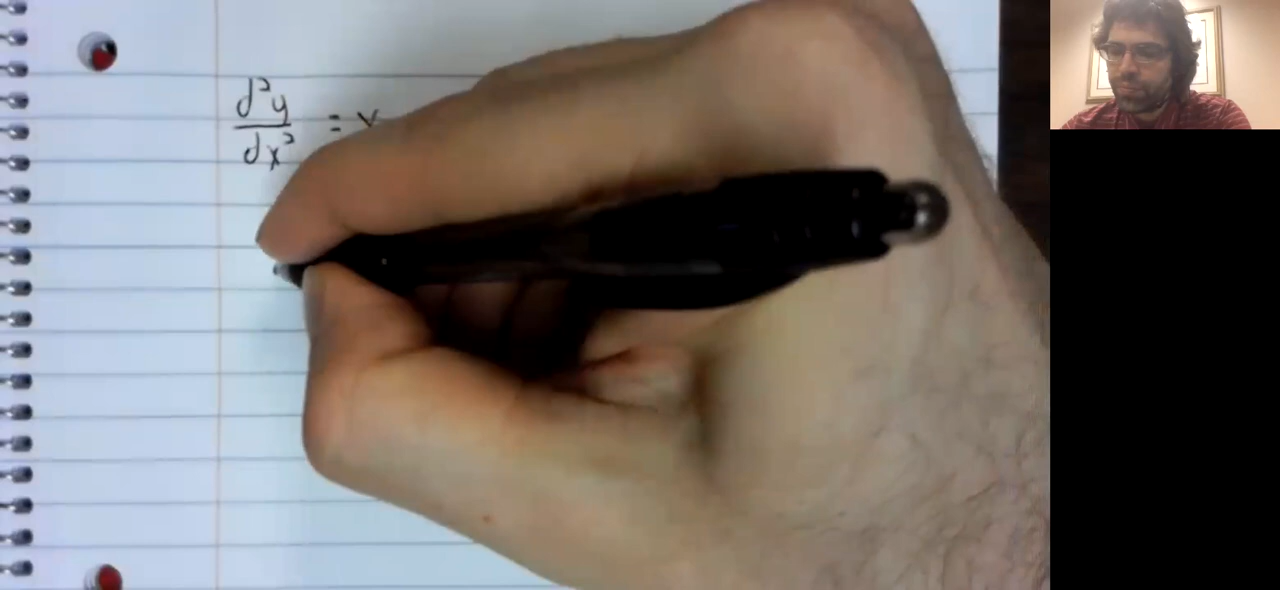 d²y/dx² = x